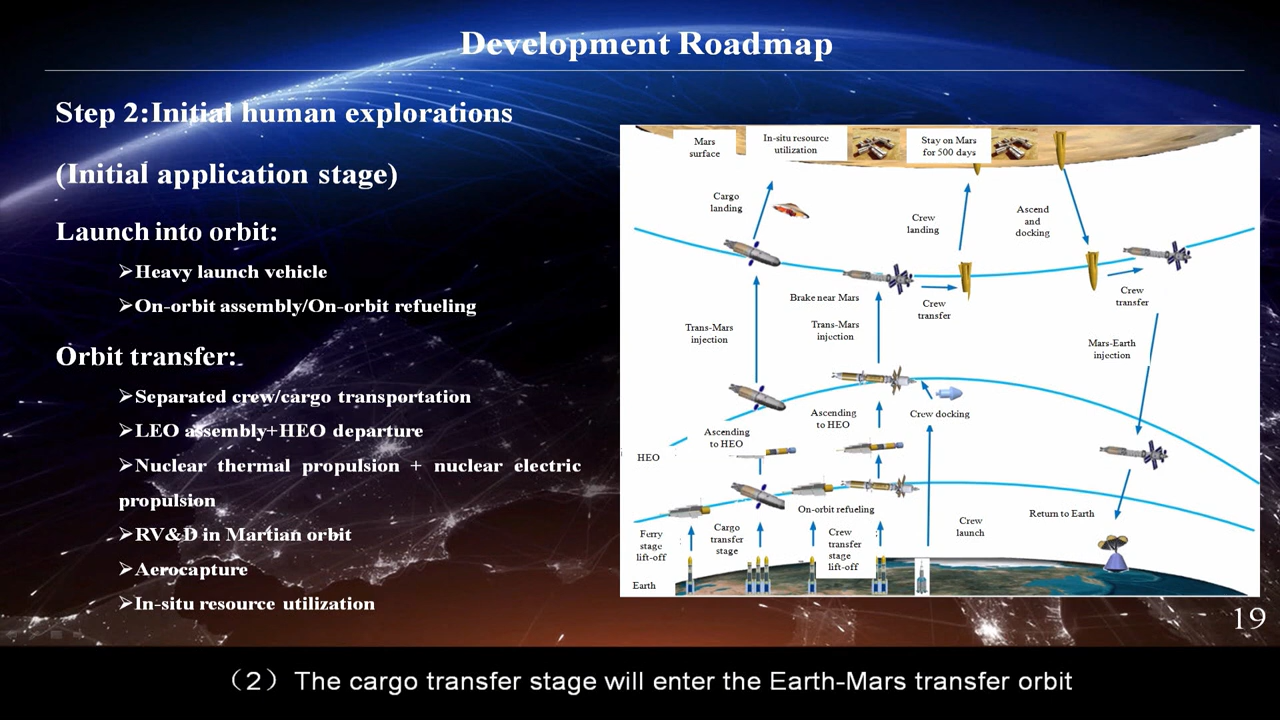 Development Roadmap
Step 2:Initial human explorations
(Initial application stage)
Launch into orbit:
➢Heavy launch vehicle
➢On-orbit assembly/On-orbit refueling
Orbit transfer:
➢Separated crew/cargo transportation
➢LEO assembly+HEO departure
➢Nuclear thermal propulsion + nuclear electric
propulsion
➢RV&D in Martian orbit
➢Aerocapture
➢In-situ resource utilization
Mars
surface
In-situ resource
utilization
Stay on Mars
for 500 days
Cargo
landing
Crew
landing
Ascend
and
docking
Brake near Mars
Crew
transfer
Crew
transfer
Trans-Mars
injection
Trans-Mars
injection
Mars-Earth
injection
Ascending
to HEO
Ascending
to HEO
Crew docking
HEO
On-orbit refueling
Return to Earth
Ferry
stage
lift-off
Cargo
transfer
stage
Crew
transfer
stage
lift-off
Crew
launch
Earth
19
（2）The cargo transfer stage will enter the Earth-Mars transfer orbit